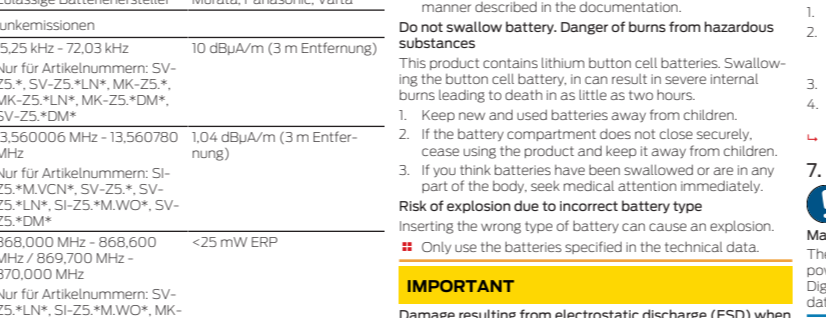 Zulässige Batteriehersteller Murata, Panasonic, Varta
Funkemissionen
15,25 kHz - 72,03 kHz 10 dBµA/m (3 m Entfernung)
Nur für Artikelnummern: SV-
Z5.*, SV-Z5.*LN*, MK-Z5.*,
MK-Z5.*LN*, MK-Z5.*DM*,
SV-Z5.*DM*
13,560006 MHz - 13,560780 1,04 dBµA/m (3 m Entfer-
MHz nung)
Nur für Artikelnummern: SI-
Z5.*M.VCN*, SV-Z5.*, SV-
Z5.*LN*, SI-Z5.*M.WO*, SV-
Z5.*DM*
868,000 MHz - 868,600 <25 mW ERP
MHz / 869,700 MHz -
870,000 MHz
Nur für Artikelnummern: SV-
Z5.*LN*, SI-Z5.*M.WO*, MK-
manner described in the documentation.
Do not swallow battery. Danger of burns from hazardous
substances
This product contains lithium button cell batteries. Swallow-
ing the button cell battery, in can result in severe internal
burns leading to death in as little as two hours.
1. Keep new and used batteries away from children.
2. If the battery compartment does not close securely,
cease using the product and keep it away from children.
3. If you think batteries have been swallowed or are in any
part of the body, seek medical attention immediately.
Risk of explosion due to incorrect battery type
Inserting the wrong type of battery can cause an explosion.
Only use the batteries specified in the technical data.
IMPORTANT
Damage resulting from electrostatic discharge (ESD) when
1.
2.
3.
4.
7.